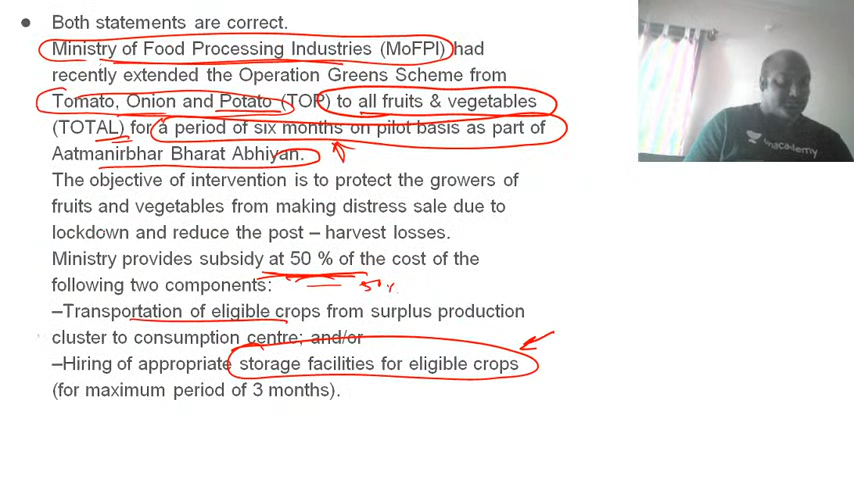 Both statements are correct.
Ministry of Food Processing Industries (MoFPI) had
recently extended the Operation Greens Scheme from
Tomato, Onion and Potato (TOP) to all fruits & vegetables
(TOTAL) for a period of six months on pilot basis as part of
Aatmanirbhar Bharat Abhiyan.
The objective of intervention is to protect the growers of
fruits and vegetables from making distress sale due to
lockdown and reduce the post – harvest losses.
Ministry provides subsidy at 50 % of the cost of the
following two components:
50%
–Transportation of eligible crops from surplus production
cluster to consumption centre; and/or
–Hiring of appropriate storage facilities for eligible crops
(for maximum period of 3 months).
unacademy